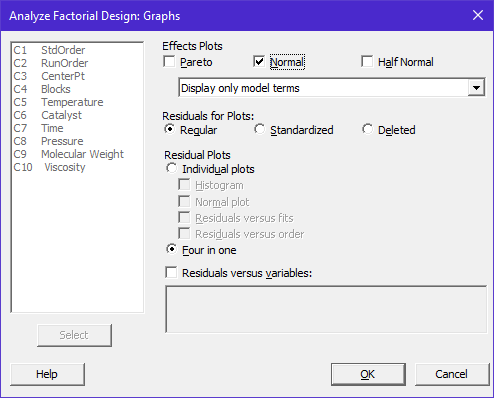 Analyze Factorial Design: Graphs
C1 StdOrder
C2 RunOrder
C3 CenterPt
C4 Blocks
C5 Temperature
C6 Catalyst
C7 Time
C8 Pressure
C9 Molecular Weight
C10 Viscosity
Select
Help
Effects Plots
Pareto Normal Half Normal
Display only model terms
Residuals for Plots:
Regular Standardized Deleted
Residual Plots
Individual plots
Histogram
Normal plot
Residuals versus fits
Residuals versus order
Four in one
Residuals versus variables:
OK Cancel